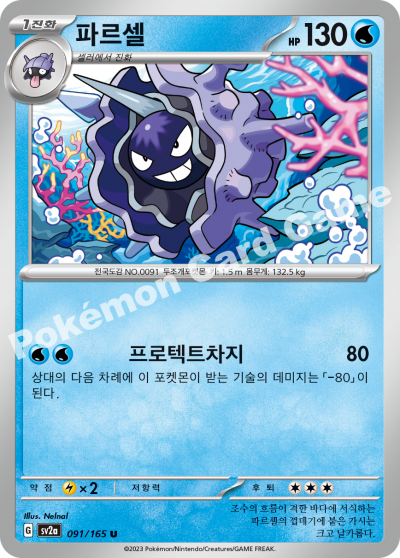 1진화
파르셀
HP 130
셀러에서 진화
전국도감 NO.0091 두조개포켓몬 키: 1.5 m 몸무게: 132.5 kg
Pokémon Card Game
프로텍트차지 80
상대의 다음 차례에 이 포켓몬이 받는 기술의 데미지는 「-80」이
된다.
약점 ×2 저항력 후퇴
Illus. Nelnal
G sv2a 091/165 U
조수의 흐름이 격한 바다에서 서식하는
파르셀의 껍데기에 붙은 가시는
크고 날카롭다.
©2023 Pokémon/Nintendo/Creatures/GAME FREAK.